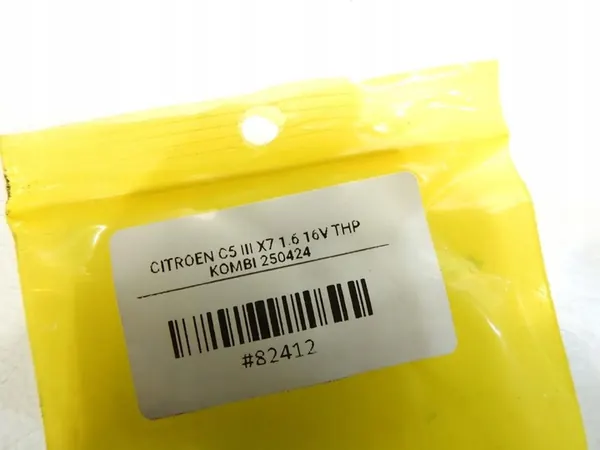 CITROEN C5 III X7 1.6 16V THP
KOMBI 250424
#82412